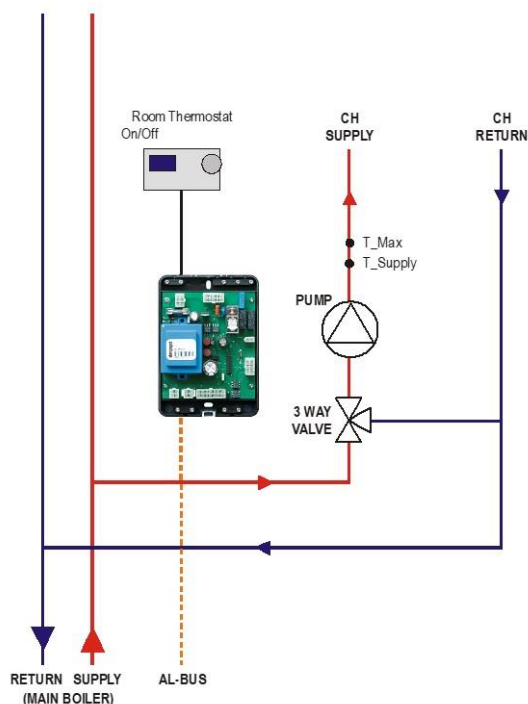 Room Thermostat
On/Off
CH
SUPPLY
CH
RETURN
T_Max
T_Supply
PUMP
3 WAY
VALVE
RETURN SUPPLY
(MAIN BOILER)
AL-BUS